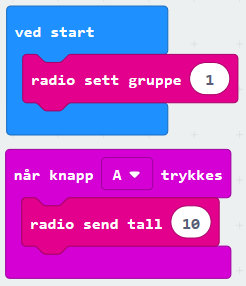 ved start
radio sett gruppe 1
når knapp A trykkes
radio send tall 10